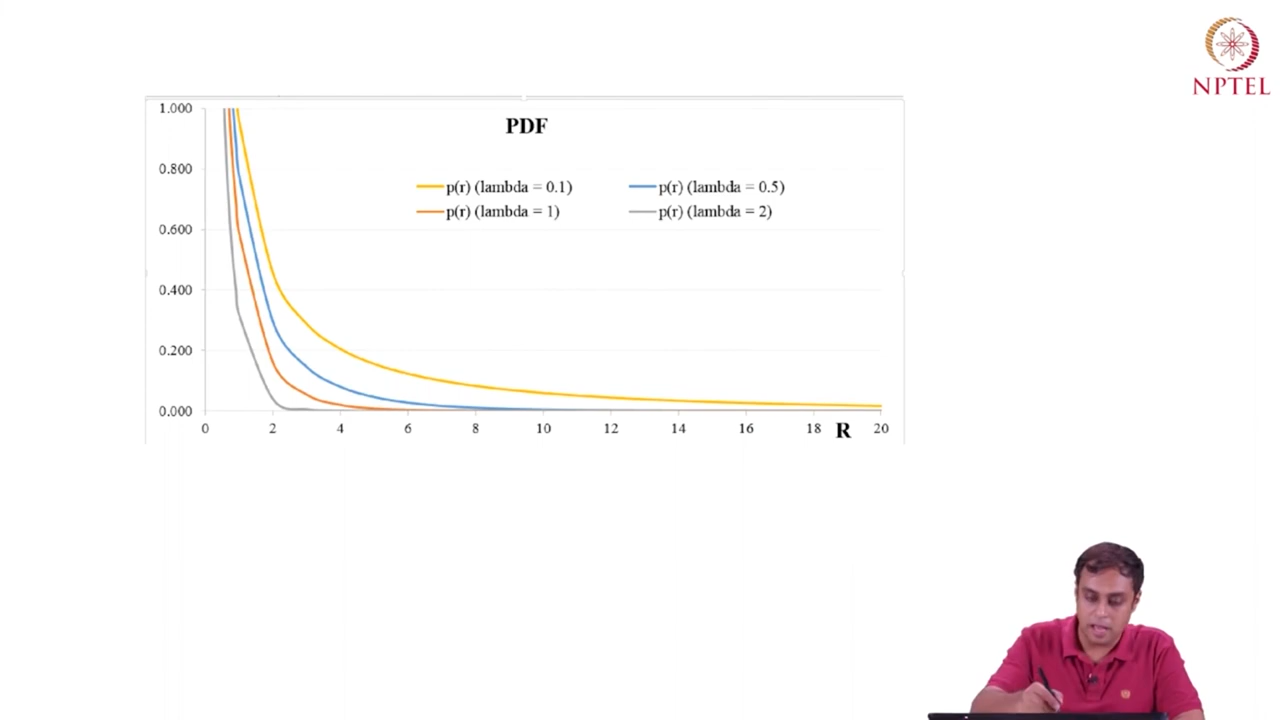 NPTEL
PDF
p(r) (lambda = 0.1) p(r) (lambda = 0.5)
p(r) (lambda = 1) p(r) (lambda = 2)
1.000
0.800
0.600
0.400
0.200
0.000
0 2 4 6 8 10 12 14 16 18 R 20